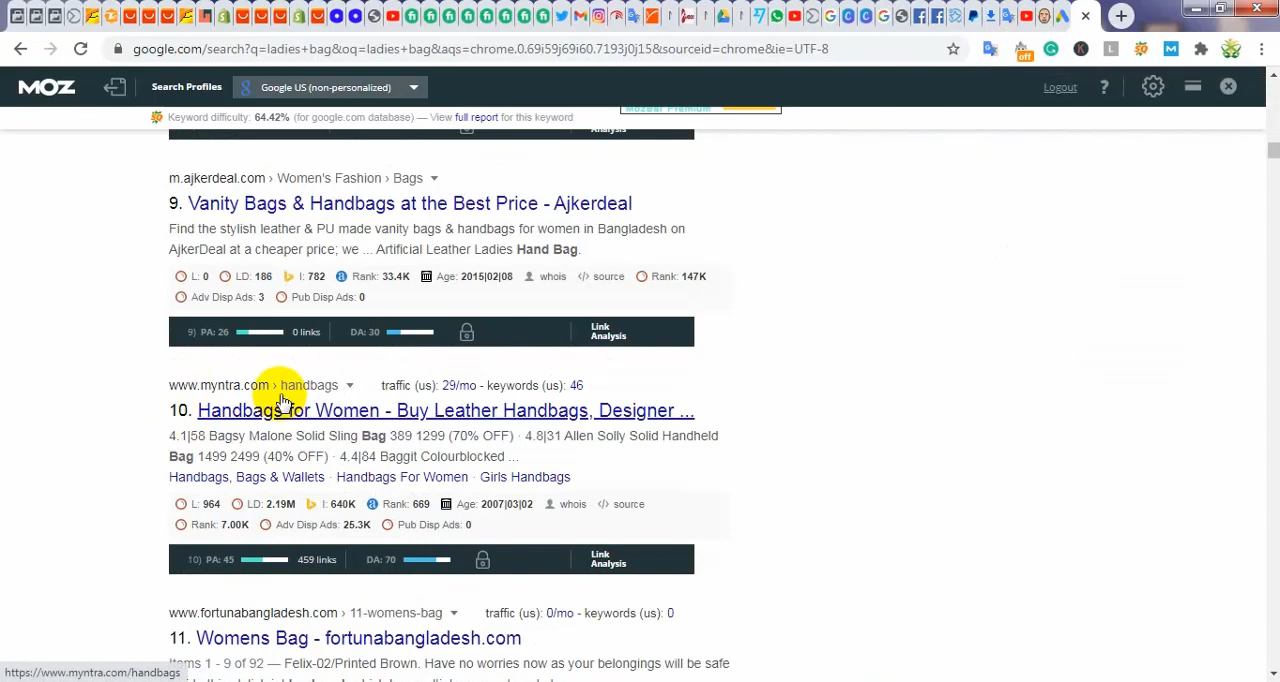 google.com/search?q=ladies+bag&oq=ladies+bag&aqs=chrome.0.69i59j69i60.7193j0j15&sourceid=chrome&ie=UTF-8
off
MOZ Search Profiles Google US (non-personalized) Logout ?
Keyword difficulty: 64.42% (for google.com database) — View full report for this keyword
Analysis
m.ajkerdeal.com › Women's Fashion › Bags
9. Vanity Bags & Handbags at the Best Price - Ajkerdeal
Find the stylish leather & PU made vanity bags & handbags for women in Bangladesh on
AjkerDeal at a cheaper price; we ... Artificial Leather Ladies Hand Bag.
L: 0 LD: 186 I: 782 Rank: 33.4K Age: 2015|02|08 whois </> source Rank: 147K
Adv Disp Ads: 3 Pub Disp Ads: 0
9) PA: 26 0 links DA: 30 Link Analysis
www.myntra.com › handbags traffic (us): 29/mo - keywords (us): 46
10. Handbags for Women - Buy Leather Handbags, Designer ...
4.1|58 Bagsy Malone Solid Sling Bag 389 1299 (70% OFF) · 4.8|31 Allen Solly Solid Handheld
Bag 1499 2499 (40% OFF) · 4.4|84 Baggit Colourblocked ...
Handbags, Bags & Wallets · Handbags For Women · Girls Handbags
L: 964 LD: 2.19M I: 640K Rank: 669 Age: 2007|03|02 whois </> source
Rank: 7.00K Adv Disp Ads: 25.3K Pub Disp Ads: 0
10) PA: 45 459 links DA: 70 Link Analysis
www.fortunabangladesh.com › 11-womens-bag traffic (us): 0/mo - keywords (us): 0
11. Womens Bag - fortunabangladesh.com
Items 1 - 9 of 92 — Felix-02/Printed Brown. Have no worries now as your belongings will be safe
https://www.myntra.com/handbags